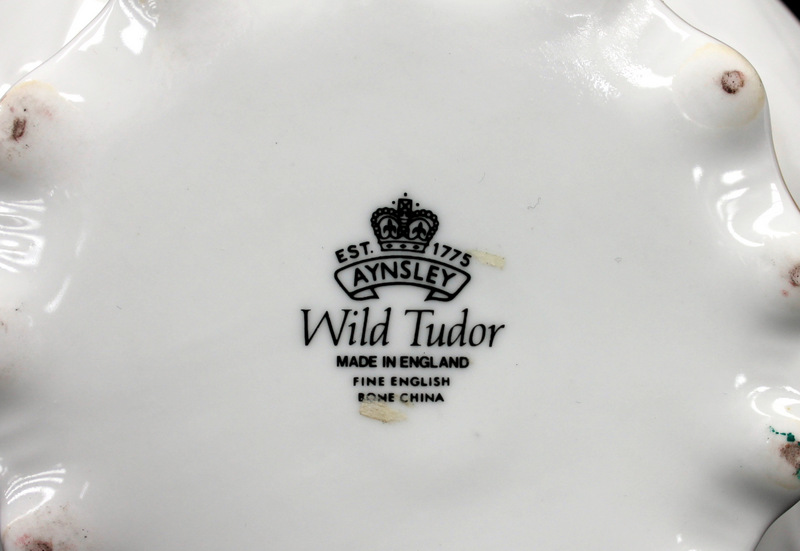 EST. 1775
AYNSLEY
Wild Tudor
MADE IN ENGLAND
FINE ENGLISH
BONE CHINA